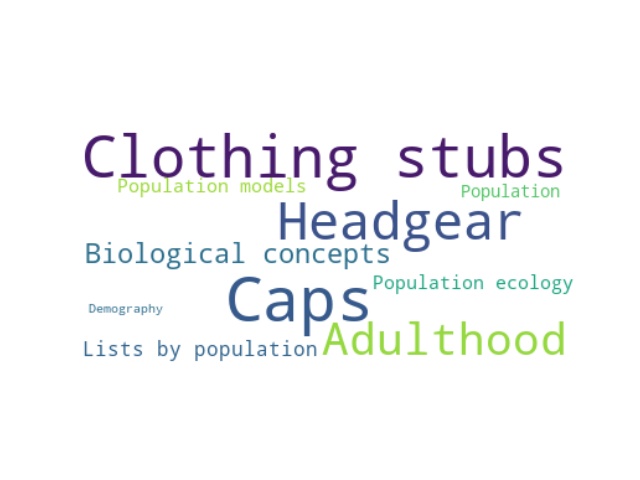 Clothing stubs
Population models
Population
Headgear
Biological concepts
Population ecology
Caps
Demography
Adulthood
Lists by population